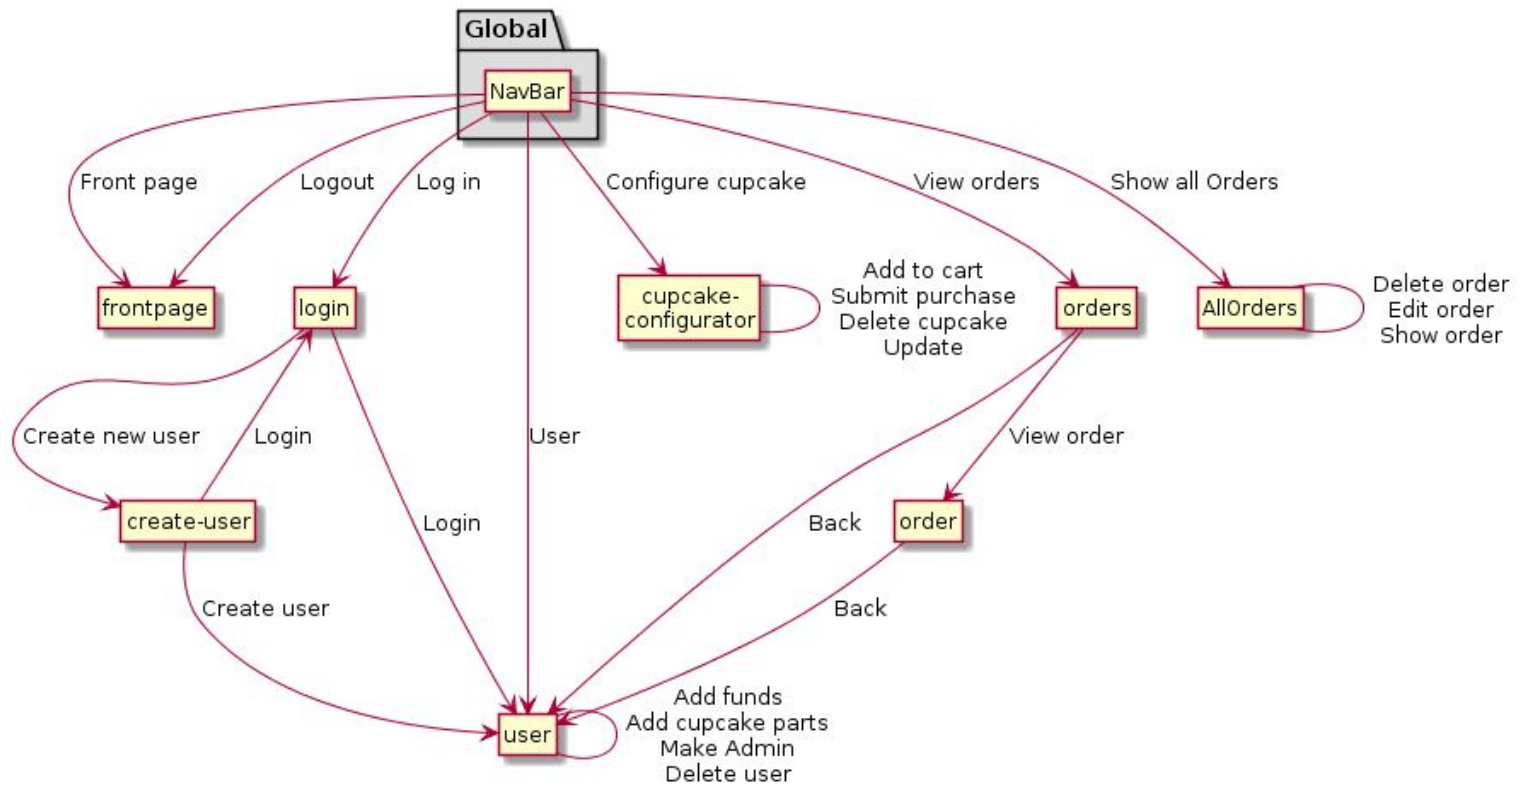 Global
NavBar
Front page
Logout
Log in
Configure cupcake
View orders
Show all Orders
frontpage
login
cupcake-
configurator
Add to cart
Submit purchase
Delete cupcake
Update
orders
AllOrders
Delete order
Edit order
Show order
Create new user
Login
User
View order
create-user
Login
Back
order
Create user
Back
user
Add funds
Add cupcake parts
Make Admin
Delete user